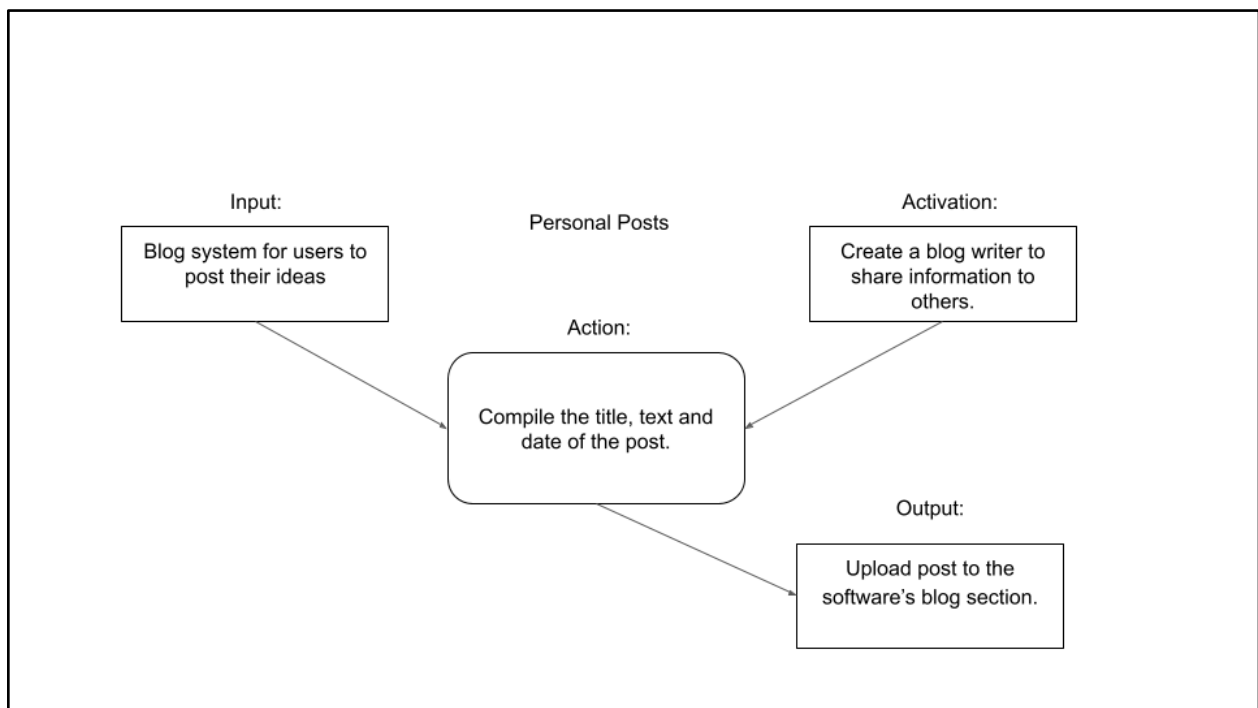 Input:
Personal Posts
Activation:
Blog system for users to
post their ideas
Create a blog writer to
share information to
others.
Action:
Compile the title, text and
date of the post.
Output:
Upload post to the
software’s blog section.